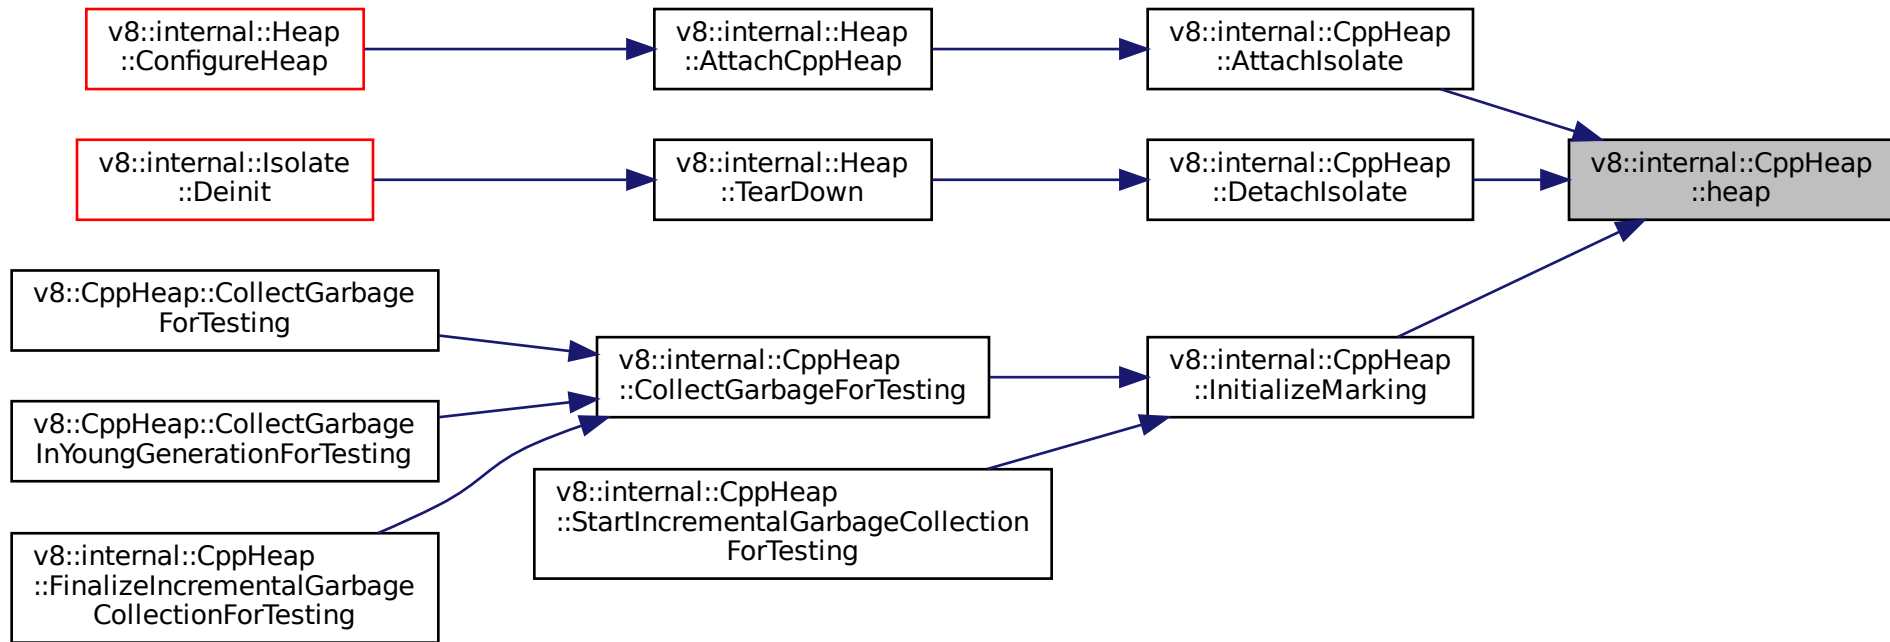 v8::internal::Heap
::ConfigureHeap
v8::internal::Heap
::AttachCppHeap
v8::internal::CppHeap
::AttachIsolate
v8::internal::Isolate
::Deinit
v8::internal::Heap
::TearDown
v8::internal::CppHeap
::DetachIsolate
v8::internal::CppHeap
::heap
v8::CppHeap::CollectGarbage
ForTesting
v8::internal::CppHeap
::CollectGarbageForTesting
v8::internal::CppHeap
::InitializeMarking
v8::CppHeap::CollectGarbage
InYoungGenerationForTesting
v8::internal::CppHeap
::StartIncrementalGarbageCollection
ForTesting
v8::internal::CppHeap
::FinalizeIncrementalGarbage
CollectionForTesting